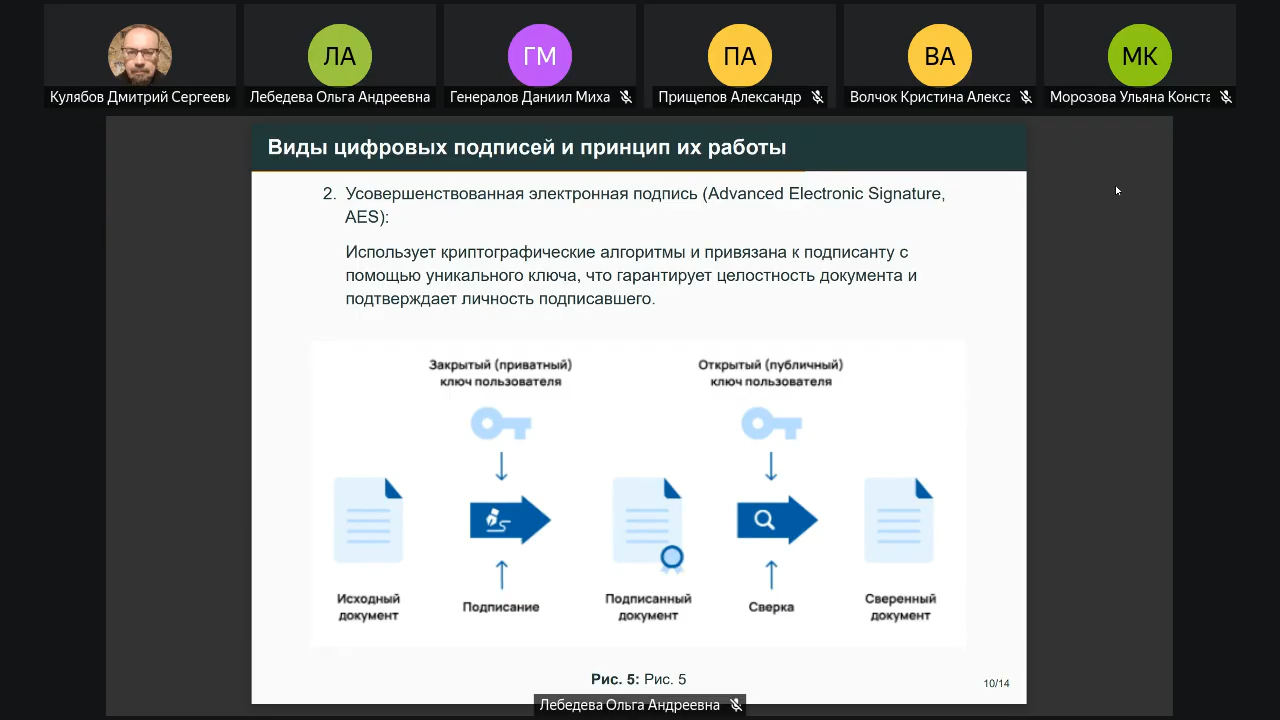 ЛА
ГМ
ПА
ВА
МК
Кулябов Дмитрий Сергееви
Лебедева Ольга Андреевна
Генералов Даниил Миха
Прищепов Александр
Волчок Кристина Алекса
Морозова Ульяна Конста
Виды цифровых подписей и принцип их работы
2. Усовершенствованная электронная подпись (Advanced Electronic Signature,
AES):
Использует криптографические алгоритмы и привязана к подписанту с
помощью уникального ключа, что гарантирует целостность документа и
подтверждает личность подписавшего.
Закрытый (приватный)
ключ пользователя
Открытый (публичный)
ключ пользователя
Исходный
документ
Подписание
Подписанный
документ
Сверка
Сверенный
документ
Рис. 5: Рис. 5
10/14
Лебедева Ольга Андреевна